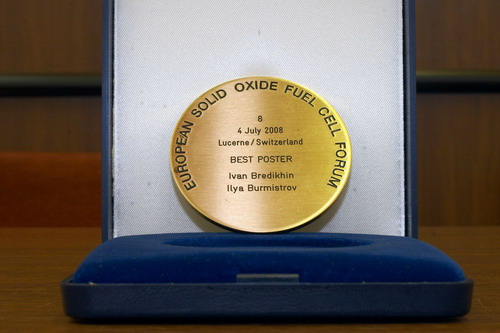 EUROPEAN SOLID OXIDE FUEL CELL FORUM
8
4 July 2008
Lucerne/Switzerland
BEST POSTER
Ivan Bredikhin
Ilya Burmistrov